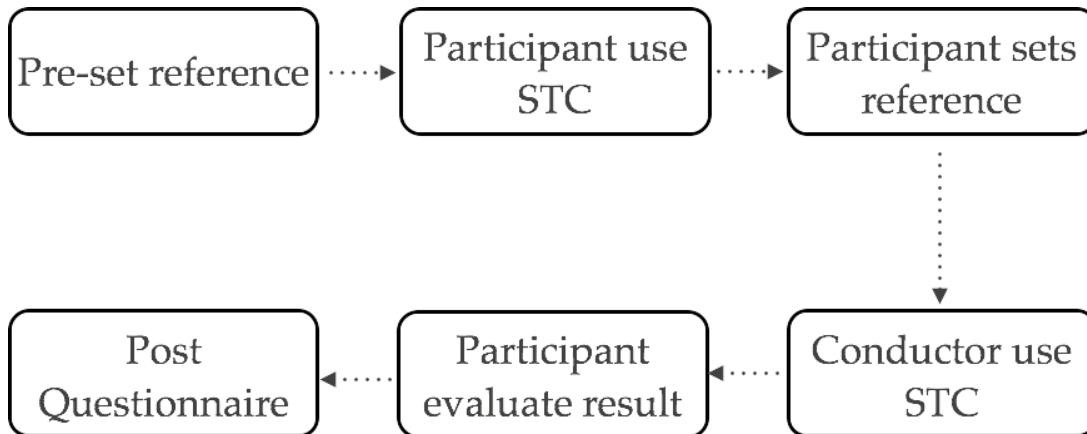 Pre-set reference
Participant use
STC
Participant sets
reference
Conductor use
STC
Participant
evaluate result
Post
Questionnaire